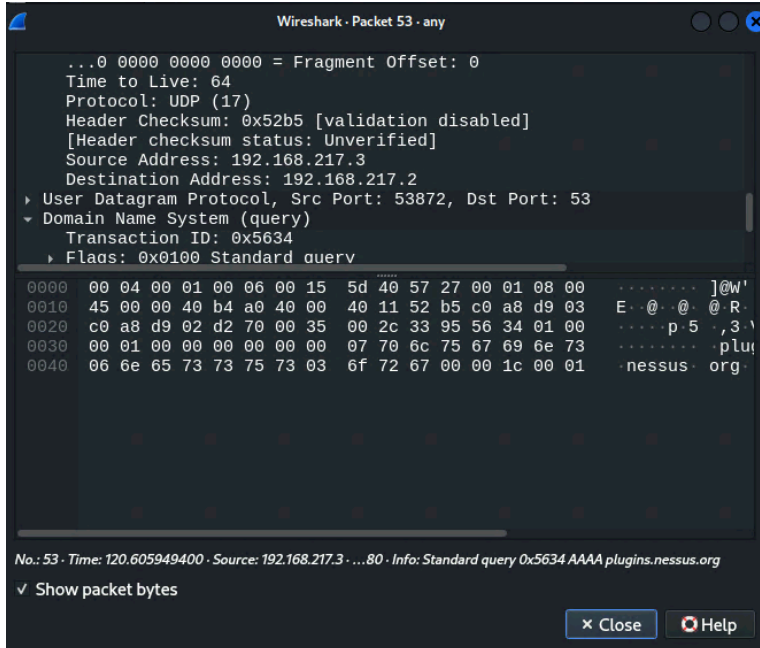 Wireshark · Packet 53 · any
...0 0000 0000 0000 = Fragment Offset: 0
Time to Live: 64
Protocol: UDP (17)
Header Checksum: 0x52b5 [validation disabled]
[Header checksum status: Unverified]
Source Address: 192.168.217.3
Destination Address: 192.168.217.2
User Datagram Protocol, Src Port: 53872, Dst Port: 53
Domain Name System (query)
Transaction ID: 0x5634
Flags: 0x0100 Standard query
0000 00 04 00 01 00 06 00 15 5d 40 57 27 00 01 08 00 ········ ]@W'
0010 45 00 00 40 b4 a0 40 00 40 11 52 b5 c0 a8 d9 03 E··@··@· @·R·
0020 c0 a8 d9 02 d2 70 00 35 00 2c 33 95 56 34 01 00 ·····p·5 ·,3·
0030 00 01 00 00 00 00 00 00 07 70 6c 75 67 69 6e 73 ········ ·plu
0040 06 6e 65 73 73 75 73 03 6f 72 67 00 00 1c 00 01 ·nessus· org·
No.: 53 · Time: 120.605949400 · Source: 192.168.217.3 · ...80 · Info: Standard query 0x5634 AAAA plugins.nessus.org
Show packet bytes
Close
Help